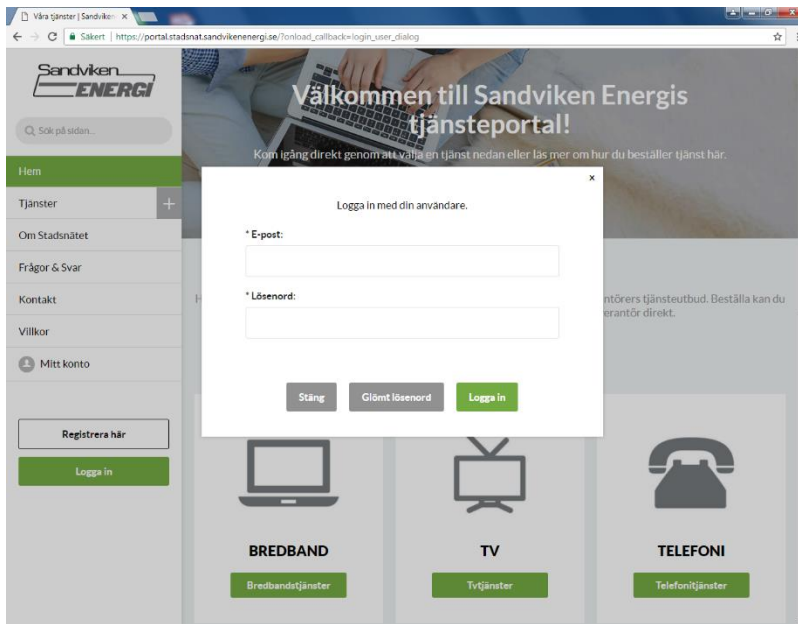 Våra tjänster | Sandviken
Säkert | https://portal.stadsnat.sandvikenenergi.se/?onload_callback=login_user_dialog
Sandviken
ENERGI
Sök på sidan...
Hem
Tjänster
Om Stadsnätet
Frågor & Svar
Kontakt
Villkor
Mitt konto
Registrera här
Logga in
Välkommen till Sandviken Energis
tjänsteportal!
Kom igång direkt genom att välja en tjänst nedan eller läs mer om hur du beställer tjänst här.
x
Logga in med din användare.
* E-post:
* Lösenord:
Stäng
Glömt lösenord
Logga in
H
ntörers tjänsteutbud. Beställa kan du
erantör direkt.
BREDBAND
TV
TELEFONI
Bredbandstjänster
Tvtjänster
Telefonitjänster